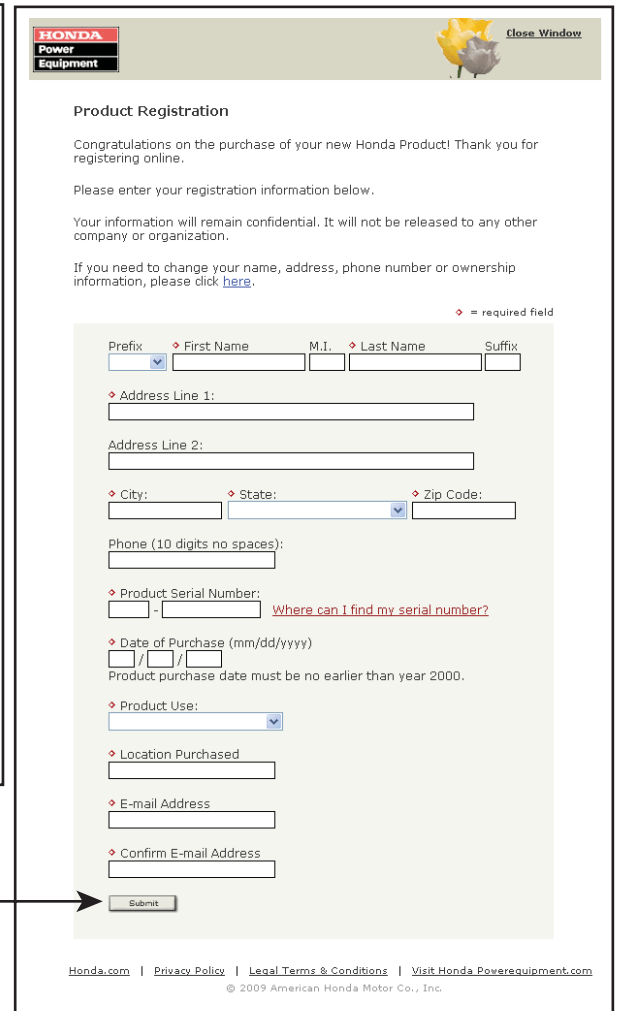 HONDA
Power
Equipment
Close Window
Product Registration
Congratulations on the purchase of your new Honda Product! Thank you for
registering online.
Please enter your registration information below.
Your information will remain confidential. It will not be released to any other
company or organization.
If you need to change your name, address, phone number or ownership
information, please click here.
= required field
Prefix First Name M.I. Last Name Suffix
Address Line 1:
Address Line 2:
City: State: Zip Code:
Phone (10 digits no spaces):
Product Serial Number:
- Where can I find my serial number?
Date of Purchase (mm/dd/yyyy)
/ /
Product purchase date must be no earlier than year 2000.
Product Use:
Location Purchased
E-mail Address
Confirm E-mail Address
Submit
Honda.com | Privacy Policy | Legal Terms & Conditions | Visit Honda Powerequipment.com
© 2009 American Honda Motor Co., Inc.